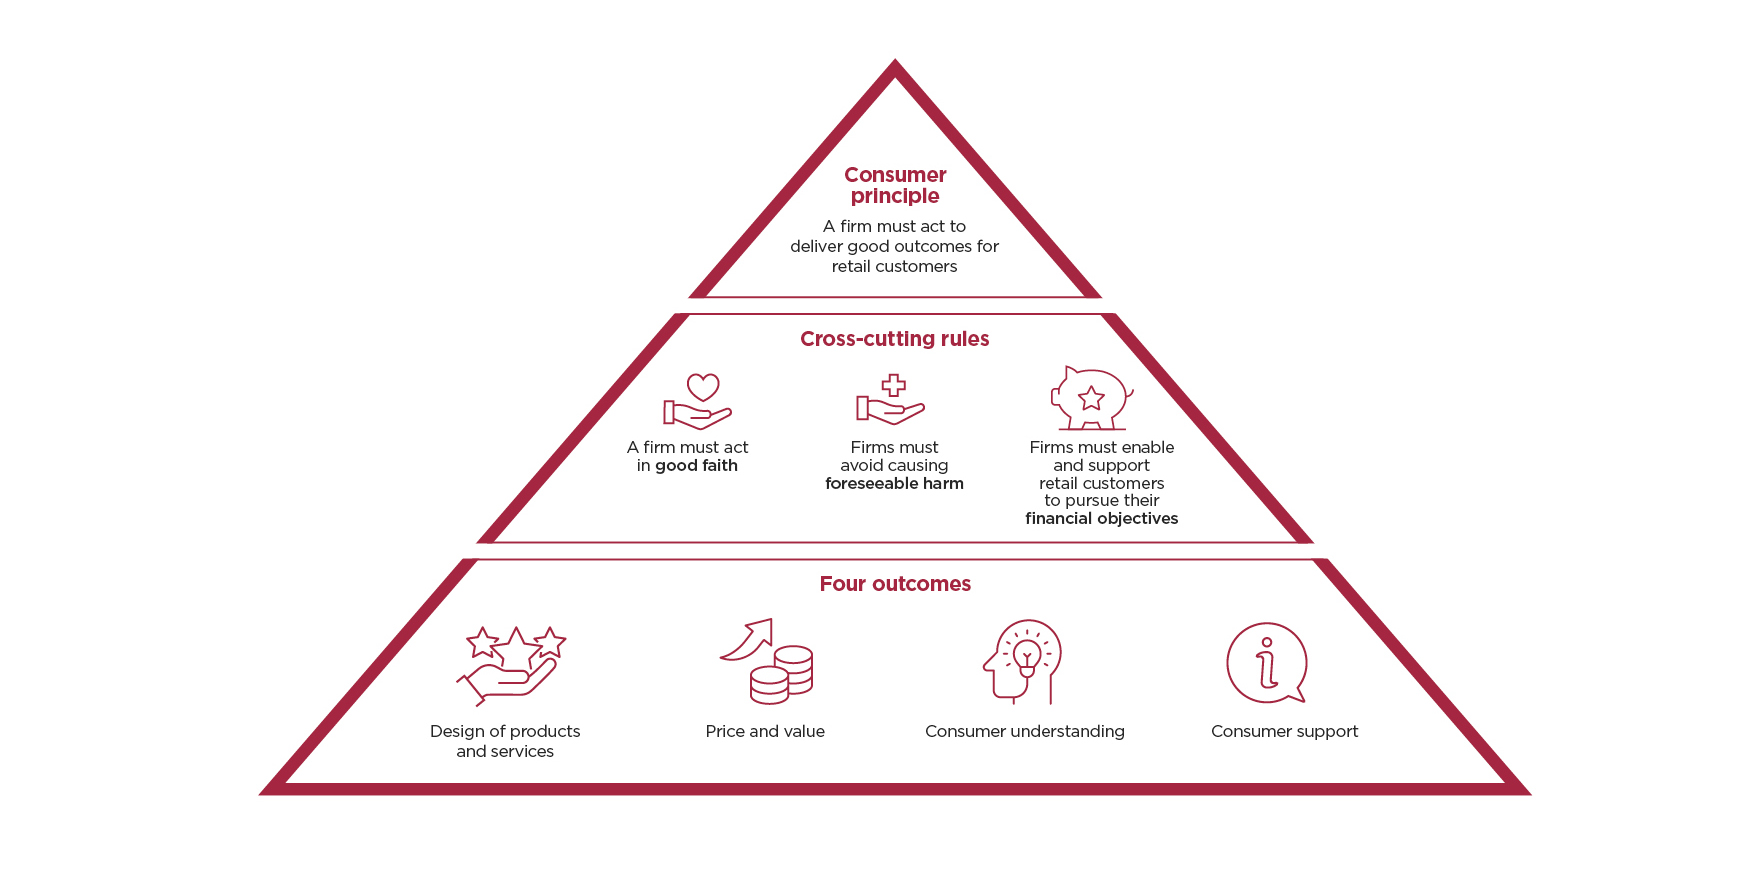 Consumer
principle
A firm must act to
deliver good outcomes for
retail customers
Cross-cutting rules
A firm must act
in good faith
Firms must
avoid causing
foreseeable harm
Firms must enable
and support
retail customers
to pursue their
financial objectives
Four outcomes
Design of products
and services
Price and value
Consumer understanding
Consumer support